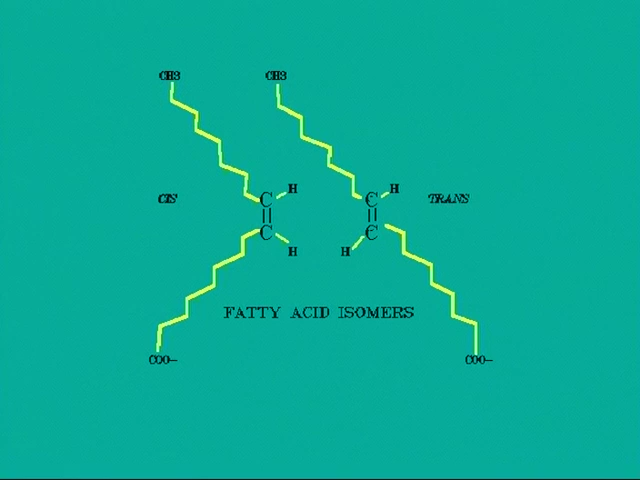 CH3 CH3
C H C H
CIS TRANS
C H H C
FATTY ACID ISOMERS
COO- COO-